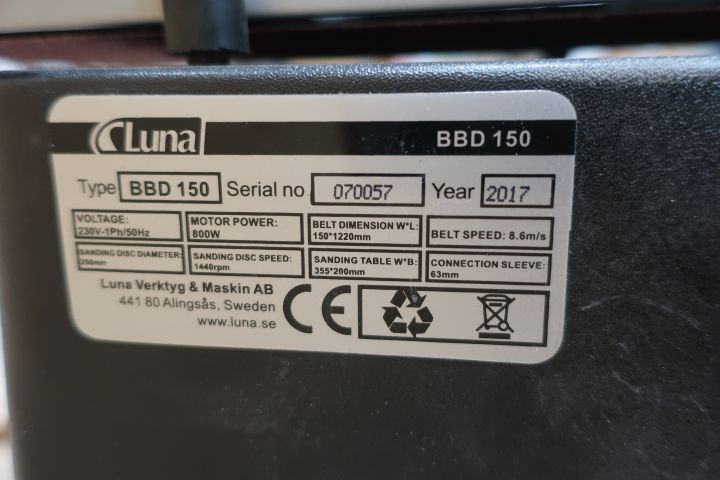 Luna BBD 150
Type BBD 150 Serial no 070057 Year 2017
VOLTAGE: 230V-1Ph/50Hz
MOTOR POWER: 800W
BELT DIMENSION W*L: 150*1220mm
BELT SPEED: 8.6m/s
SANDING DISC DIAMETER: 250mm
SANDING DISC SPEED: 1440rpm
SANDING TABLE W*B: 355*200mm
CONNECTION SLEEVE: 63mm
Luna Verktyg & Maskin AB
441 80 Alingsås, Sweden
www.luna.se
CE